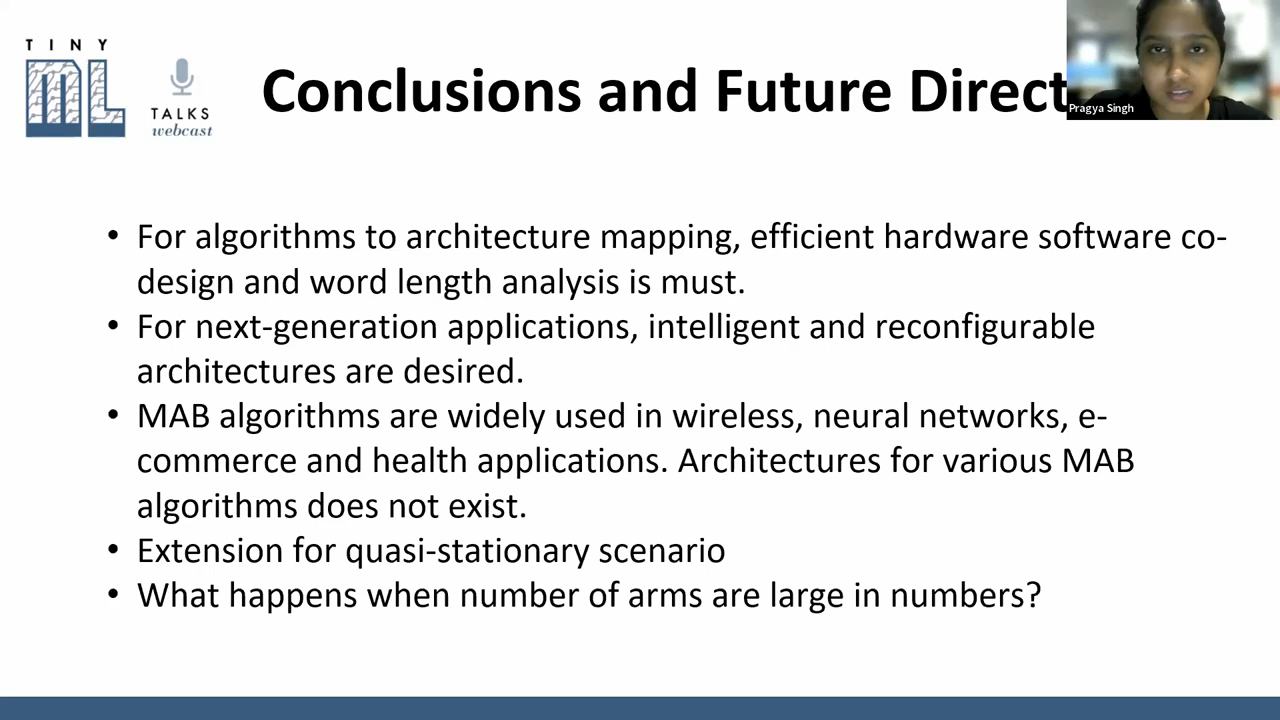 TINY
ML
TALKS
webcast
Conclusions and Future Direct
Pragya Singh
• For algorithms to architecture mapping, efficient hardware software co-
design and word length analysis is must.
• For next-generation applications, intelligent and reconfigurable
architectures are desired.
• MAB algorithms are widely used in wireless, neural networks, e-
commerce and health applications. Architectures for various MAB
algorithms does not exist.
• Extension for quasi-stationary scenario
• What happens when number of arms are large in numbers?